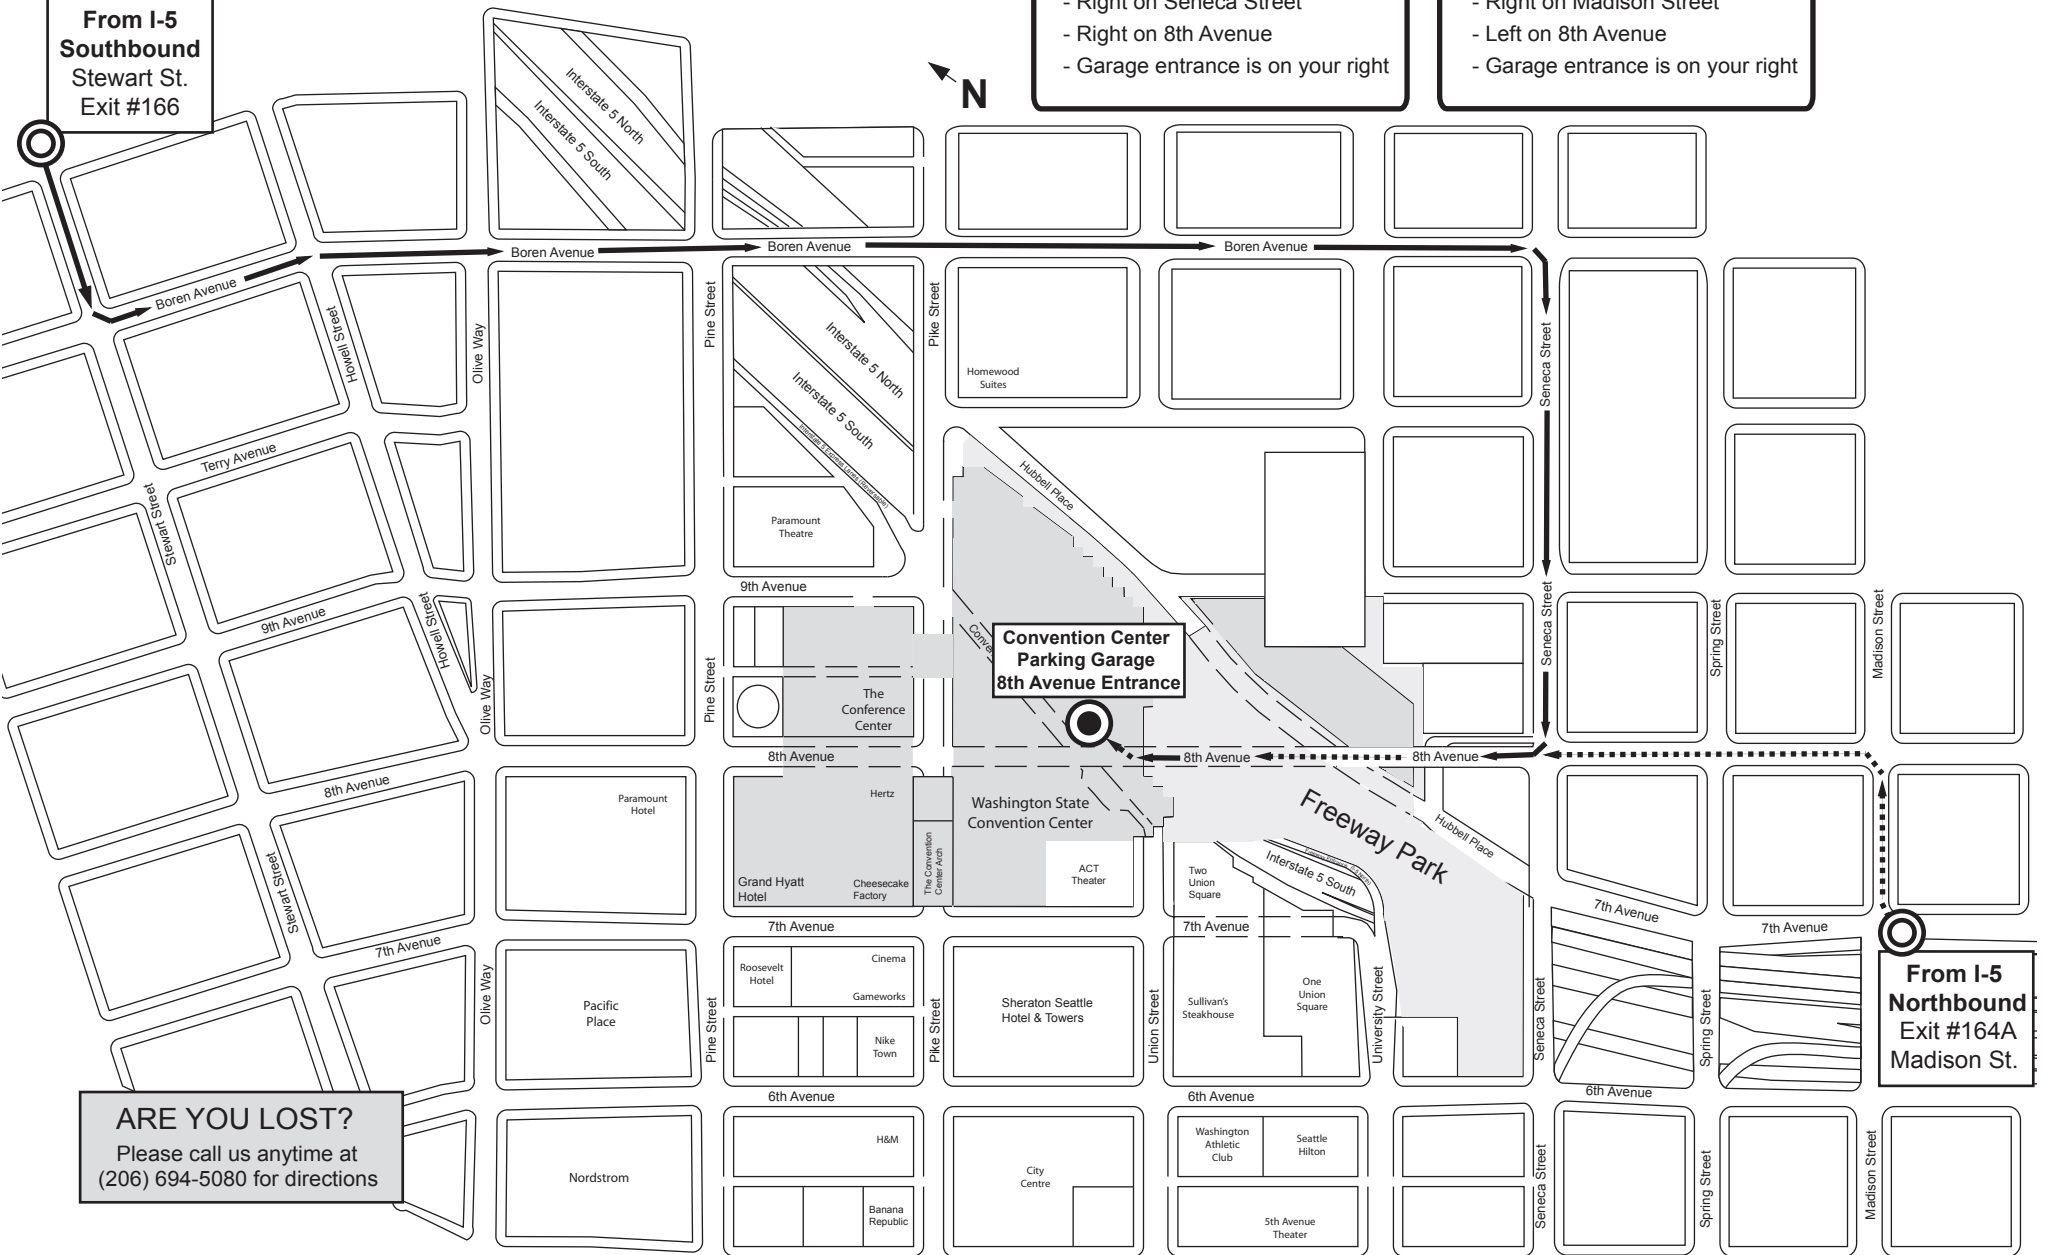 From I-5
Southbound
Stewart St.
Exit #166
- Right on Seneca Street
- Right on 8th Avenue
- Garage entrance is on your right
- Right on Madison Street
- Left on 8th Avenue
- Garage entrance is on your right
N
Interstate 5 North
Interstate 5 South
Boren Avenue
Boren Avenue
Boren Avenue
Boren Avenue
Howell Street
Olive Way
Pine Street
Pike Street
Seneca Street
Interstate 5 North
Interstate 5 South
Interstate 5 Express Lanes (Reversable)
Homewood
Suites
Terry Avenue
Stewart Street
Hubbell Place
Paramount
Theatre
9th Avenue
9th Avenue
Howell Street
Olive Way
Pine Street
Convention Center
Parking Garage
8th Avenue Entrance
Seneca Street
Spring Street
Madison Street
The
Conference
Center
8th Avenue
8th Avenue
8th Avenue
8th Avenue
Paramount
Hotel
Hertz
Washington State
Convention Center
Freeway Park
Hubbell Place
Stewart Street
Grand Hyatt
Hotel
Cheesecake
Factory
The Convention
Center Arch
ACT
Theater
Two
Union
Square
Interstate 5 South
7th Avenue
7th Avenue
7th Avenue
7th Avenue
7th Avenue
Olive Way
Pacific
Place
Pine Street
Roosevelt
Hotel
Cinema
Gameworks
Nike
Town
Pike Street
Sheraton Seattle
Hotel & Towers
Union Street
Sullivan's
Steakhouse
One
Union
Square
University Street
Seneca Street
Spring Street
From I-5
Northbound
Exit #164A
Madison St.
6th Avenue
6th Avenue
6th Avenue
ARE YOU LOST?
Please call us anytime at
(206) 694-5080 for directions
Nordstrom
H&M
Banana
Republic
City
Centre
Washington
Athletic
Club
Seattle
Hilton
5th Avenue
Theater
Seneca Street
Spring Street
Madison Street